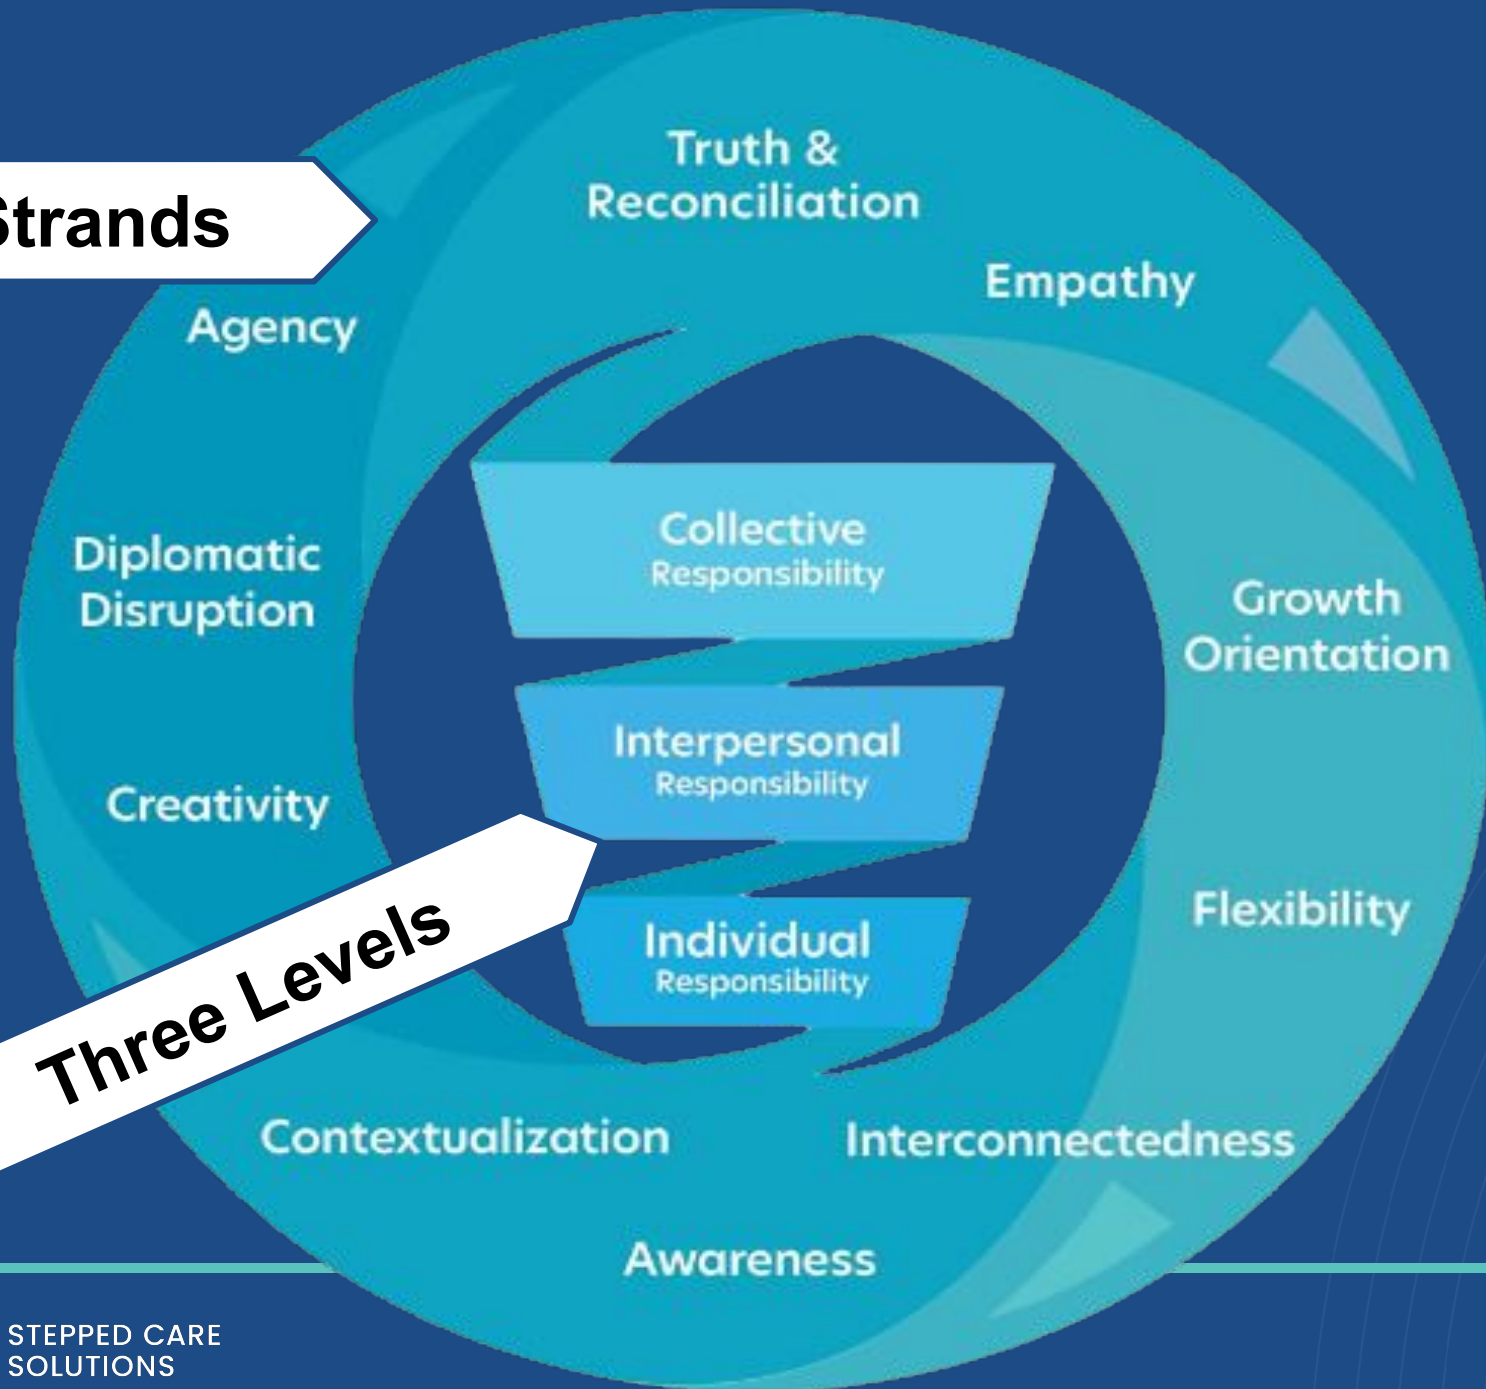 Truth &
Reconciliation
Strands
Empathy
Agency
Collective
Responsibility
Diplomatic
Disruption
Growth
Orientation
Interpersonal
Responsibility
Creativity
Flexibility
Individual
Responsibility
Three Levels
Contextualization
Interconnectedness
Awareness
STEPPED CARE
SOLUTIONS